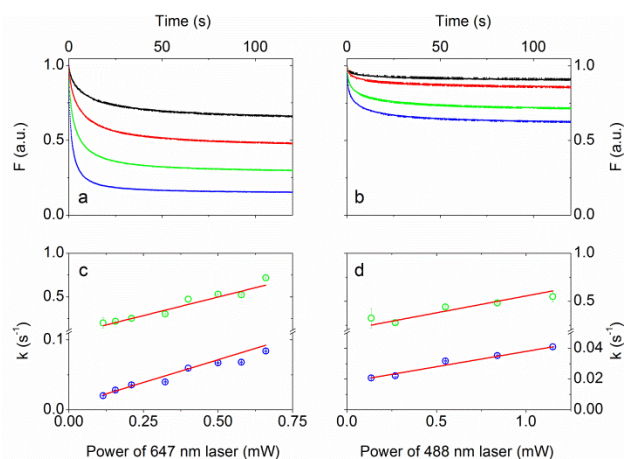 Time (s)
Time (s)
0 50 100
0 50 100
1.0
0.5
0.0
F (a.u.)
a
1.0
0.5
0.0
F (a.u.)
b
1.0
0.5
0.1
0.0
k (s⁻¹)
c
1.0
0.5
0.04
0.02
0.00
k (s⁻¹)
d
0.00 0.25 0.50 0.75
0.0 0.5 1.0
Power of 647 nm laser (mW)
Power of 488 nm laser (mW)